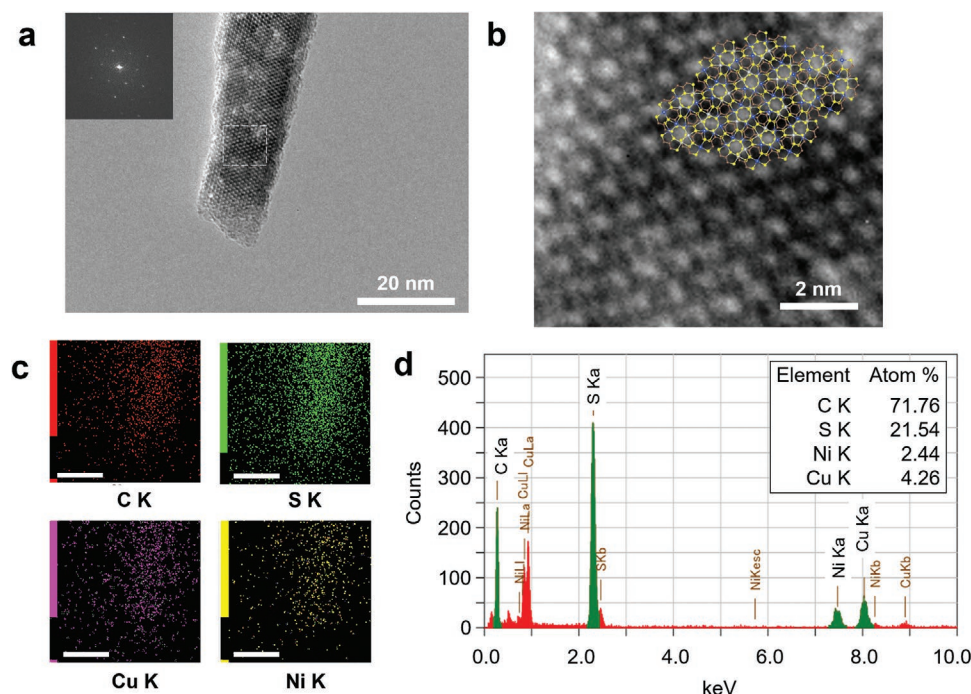 a
20 nm
b
2 nm
c
C K
S K
Cu K
Ni K
d
500
400
300
200
100
0
Counts
0.0
2.0
4.0
6.0
8.0
10.0
keV
C Ka
NiLl
NiLa
CuLl
CuLa
S Ka
SKb
NiKesc
Ni Ka
Cu Ka
NiKb
CuKb
Element Atom %
C K 71.76
S K 21.54
Ni K 2.44
Cu K 4.26